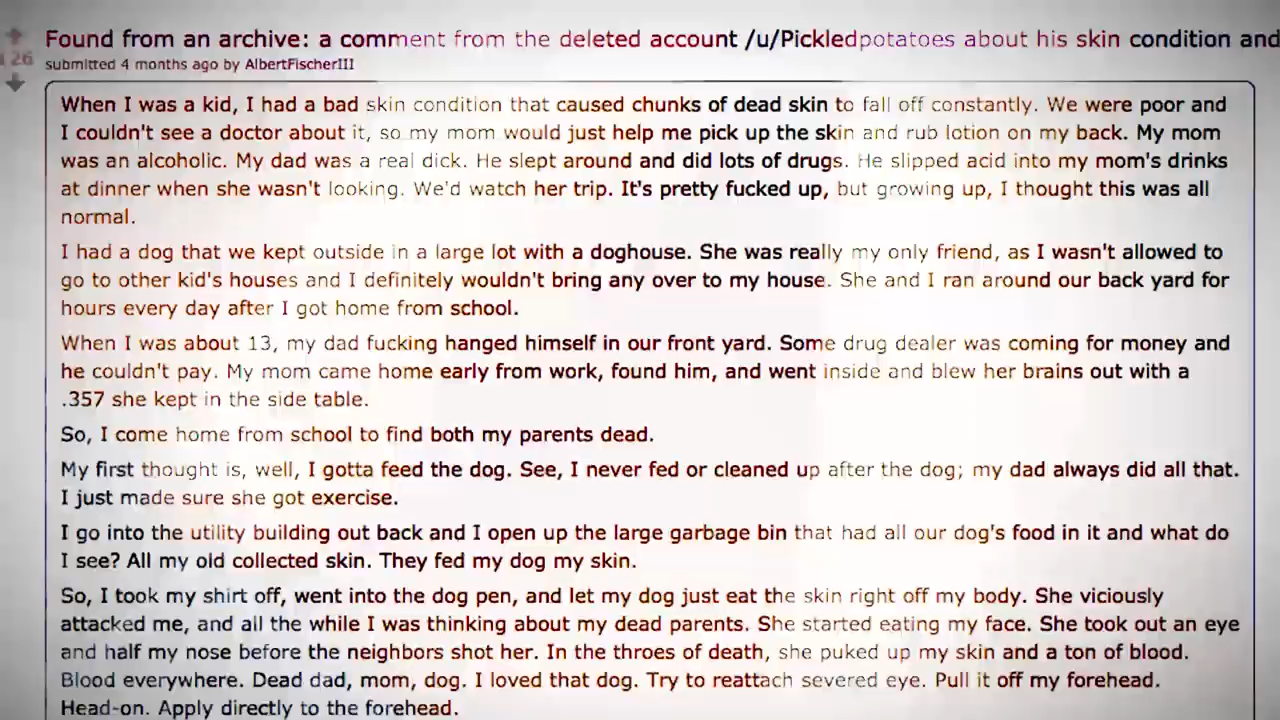 Found from an archive: a comment from the deleted account /u/Pickledpotatoes about his skin condition and
126
submitted 4 months ago by AlbertFischerIII
When I was a kid, I had a bad skin condition that caused chunks of dead skin to fall off constantly. We were poor and
I couldn't see a doctor about it, so my mom would just help me pick up the skin and rub lotion on my back. My mom
was an alcoholic. My dad was a real dick. He slept around and did lots of drugs. He slipped acid into my mom's drinks
at dinner when she wasn't looking. We'd watch her trip. It's pretty fucked up, but growing up, I thought this was all
normal.
I had a dog that we kept outside in a large lot with a doghouse. She was really my only friend, as I wasn't allowed to
go to other kid's houses and I definitely wouldn't bring any over to my house. She and I ran around our back yard for
hours every day after I got home from school.
When I was about 13, my dad fucking hanged himself in our front yard. Some drug dealer was coming for money and
he couldn't pay. My mom came home early from work, found him, and went inside and blew her brains out with a
.357 she kept in the side table.
So, I come home from school to find both my parents dead.
My first thought is, well, I gotta feed the dog. See, I never fed or cleaned up after the dog; my dad always did all that.
I just made sure she got exercise.
I go into the utility building out back and I open up the large garbage bin that had all our dog's food in it and what do
I see? All my old collected skin. They fed my dog my skin.
So, I took my shirt off, went into the dog pen, and let my dog just eat the skin right off my body. She viciously
attacked me, and all the while I was thinking about my dead parents. She started eating my face. She took out an eye
and half my nose before the neighbors shot her. In the throes of death, she puked up my skin and a ton of blood.
Blood everywhere. Dead dad, mom, dog. I loved that dog. Try to reattach severed eye. Pull it off my forehead.
Head-on. Apply directly to the forehead.